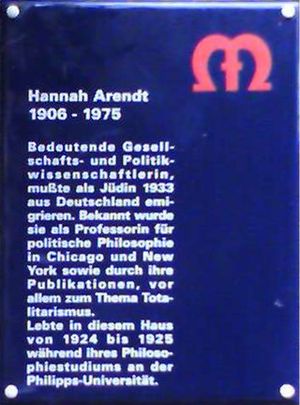 Hannah Arendt
1906 - 1975
Bedeutende Gesell-
schafts- und Politik-
wissenschaftlerin,
mußte als Jüdin 1933
aus Deutschland emi-
grieren. Bekannt wurde
sie als Professorin für
politische Philosophie
in Chicago und New
York sowie durch ihre
Publikationen, vor
allem zum Thema Tota-
litarismus.
Lebte in diesem Haus
von 1924 bis 1925
während ihres Philoso-
phiestudiums an der
Philipps-Universität.